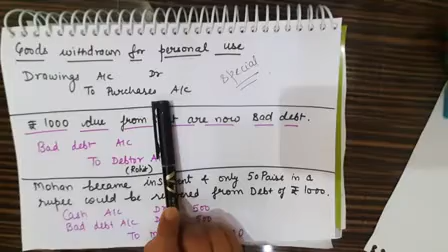 Goods withdrawn for personal use
Drawings A/c Dr
To Purchases A/c
Special
₹ 1000 due from are now Bad debt.
Bad debt A/c
To Debtor
(Rohit)
Mohan became & only 50 Paise in a
rupee could be from Debt of ₹ 1000.
Cash A/c 500
Bad debt A/c
To